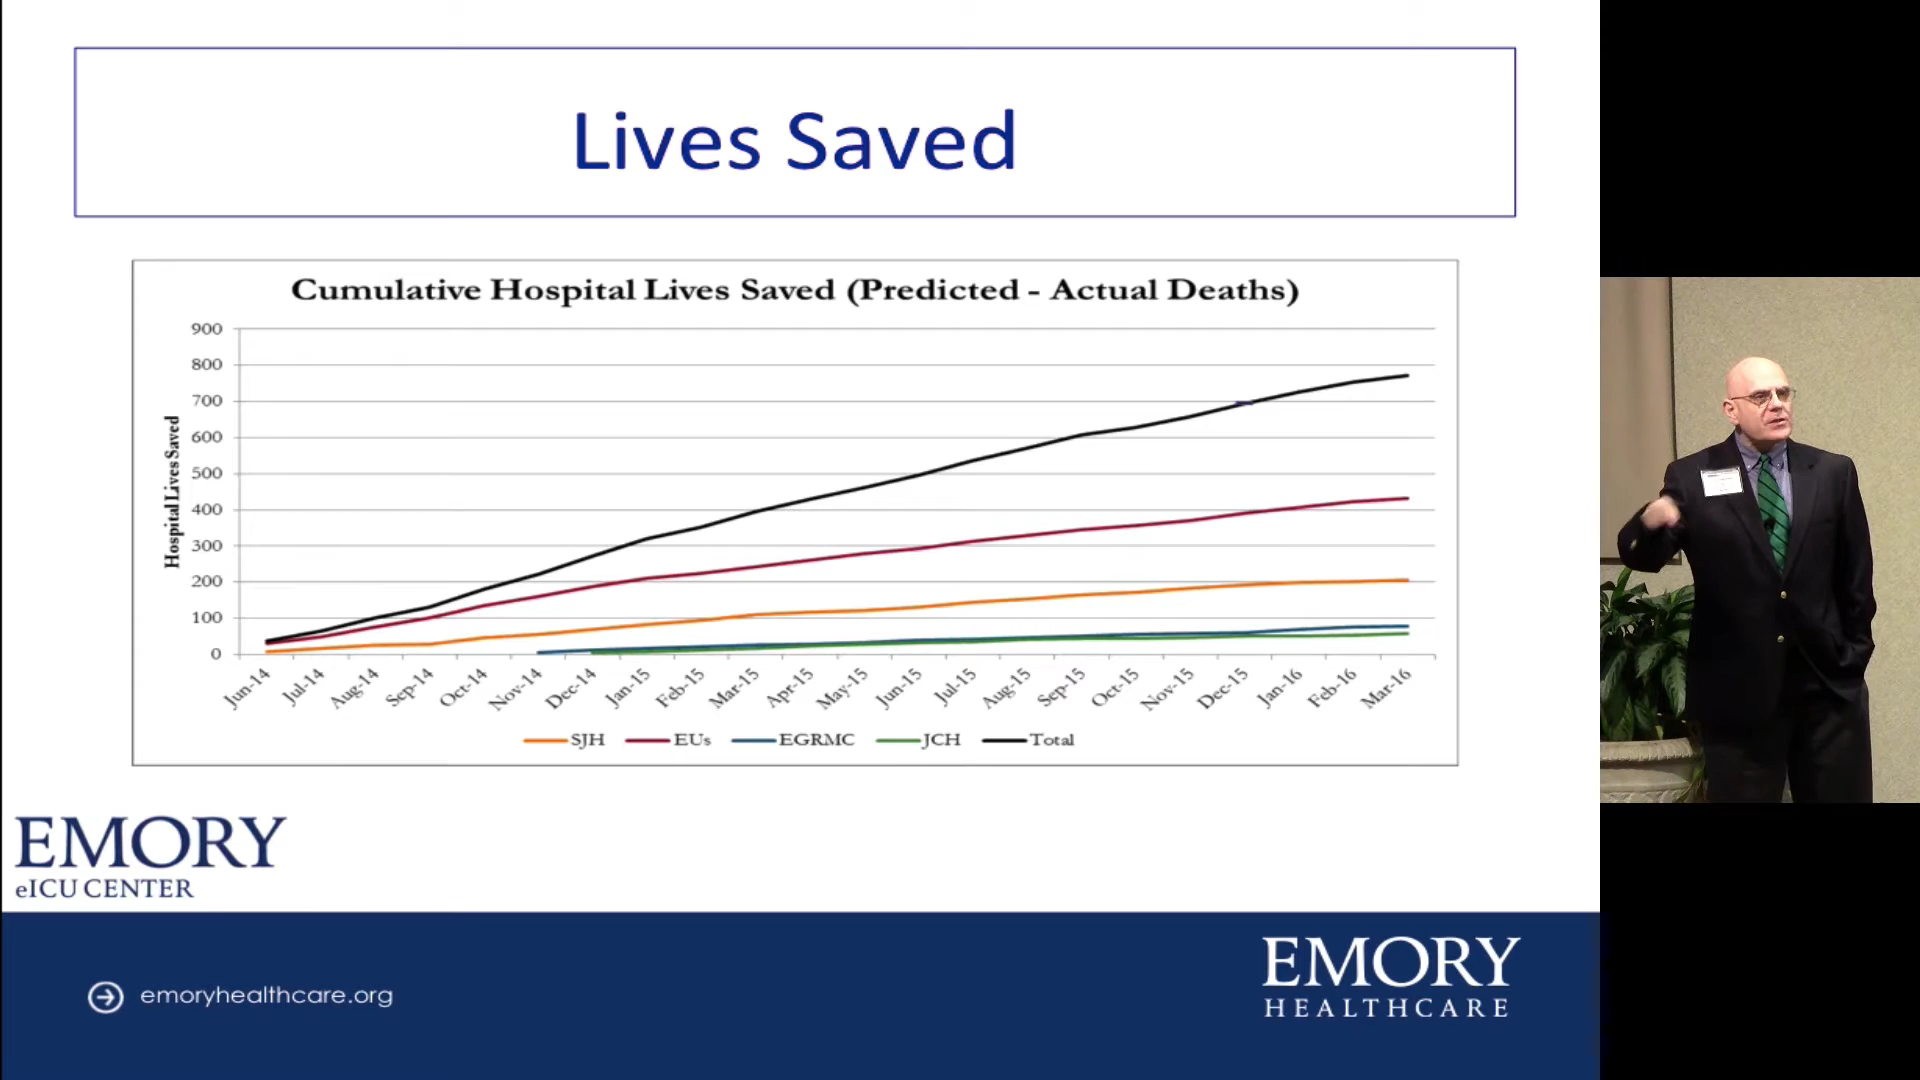 Lives Saved
Cumulative Hospital Lives Saved (Predicted - Actual Deaths)
Hospital Lives Saved
900
800
700
600
500
400
300
200
100
0
Jun-14 Jul-14 Aug-14 Sep-14 Oct-14 Nov-14 Dec-14 Jan-15 Feb-15 Mar-15 Apr-15 May-15 Jun-15 Jul-15 Aug-15 Sep-15 Oct-15 Nov-15 Dec-15 Jan-16 Feb-16 Mar-16
SJH EUs EGRMC JCH Total
EMORY
eICU CENTER
emoryhealthcare.org
EMORY
HEALTHCARE